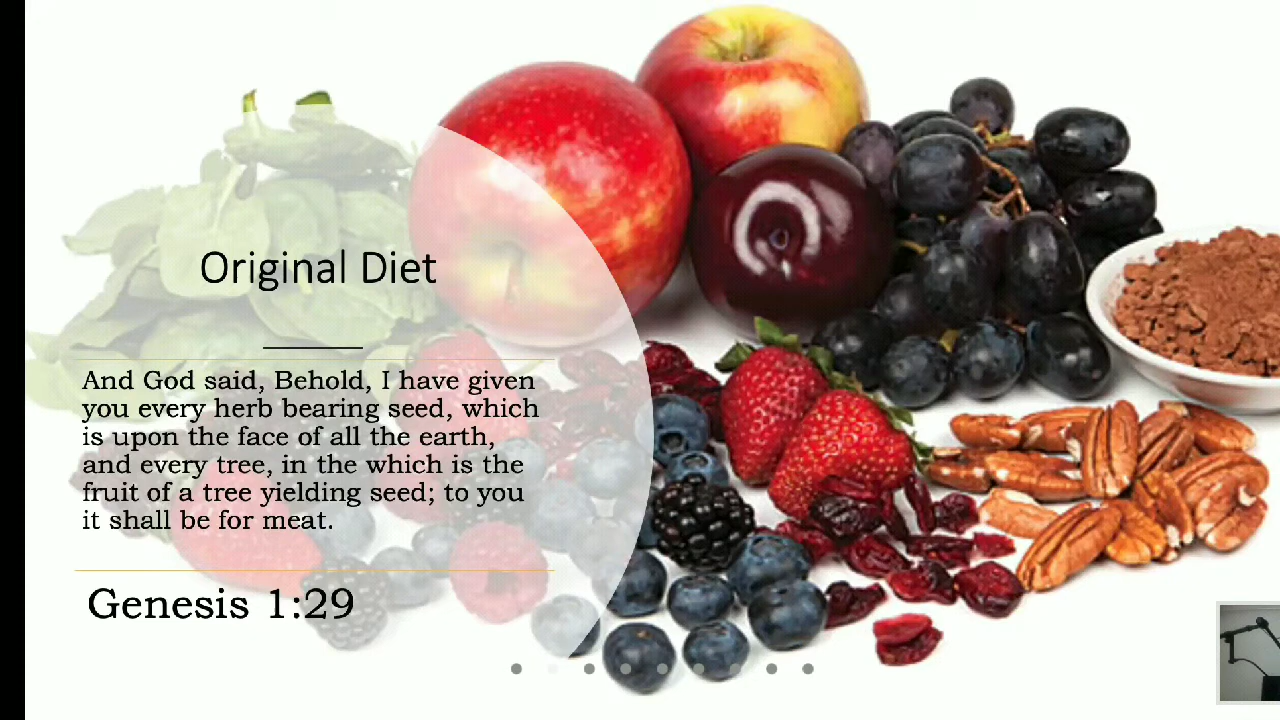 Original Diet
And God said, Behold, I have given
you every herb bearing seed, which
is upon the face of all the earth,
and every tree, in the which is the
fruit of a tree yielding seed; to you
it shall be for meat.
Genesis 1:29